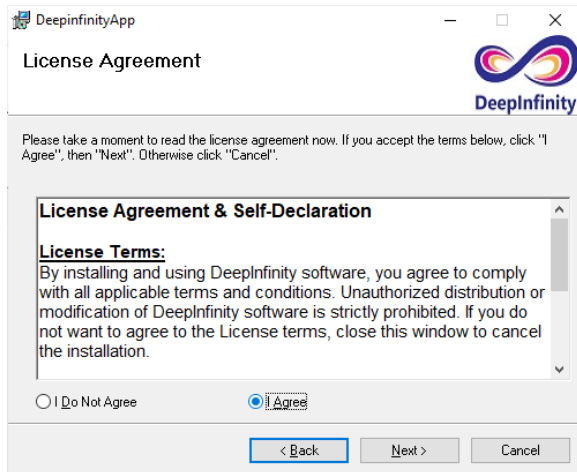 DeepinfinityApp
License Agreement
DeepInfinity
Please take a moment to read the license agreement now. If you accept the terms below, click "I
Agree", then "Next". Otherwise click "Cancel".
License Agreement & Self-Declaration
License Terms:
By installing and using DeepInfinity software, you agree to comply
with all applicable terms and conditions. Unauthorized distribution or
modification of DeepInfinity software is strictly prohibited. If you do
not want to agree to the License terms, close this window to cancel
the installation.
I Do Not Agree
I Agree
< Back
Next >
Cancel